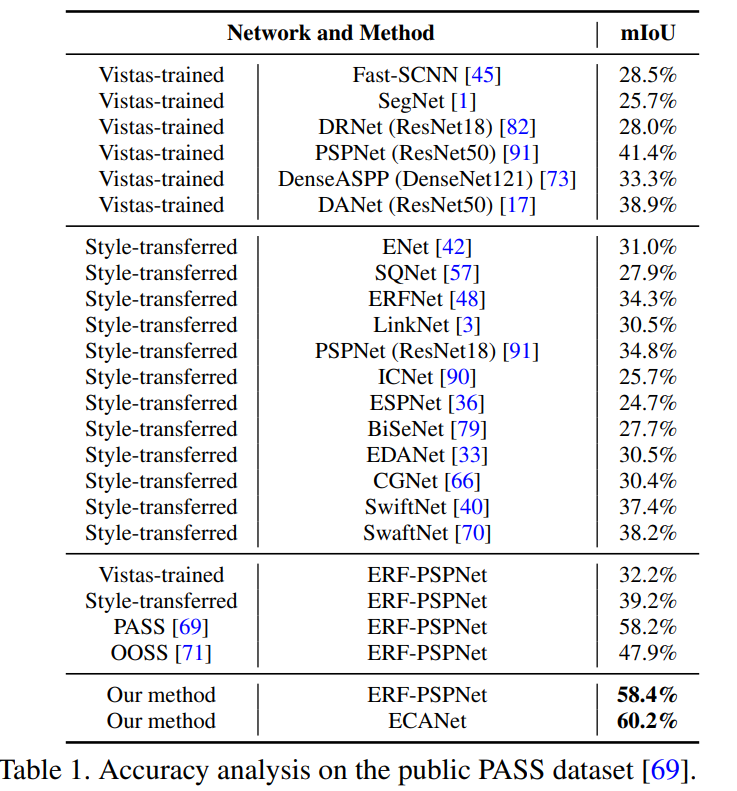 Network and Method mIoU
Vistas-trained Fast-SCNN [45] 28.5%
Vistas-trained SegNet [1] 25.7%
Vistas-trained DRNet (ResNet18) [82] 28.0%
Vistas-trained PSPNet (ResNet50) [91] 41.4%
Vistas-trained DenseASPP (DenseNet121) [73] 33.3%
Vistas-trained DANet (ResNet50) [17] 38.9%
Style-transferred ENet [42] 31.0%
Style-transferred SQNet [57] 27.9%
Style-transferred ERFNet [48] 34.3%
Style-transferred LinkNet [3] 30.5%
Style-transferred PSPNet (ResNet18) [91] 34.8%
Style-transferred ICNet [90] 25.7%
Style-transferred ESPNet [36] 24.7%
Style-transferred BiSeNet [79] 27.7%
Style-transferred EDANet [33] 30.5%
Style-transferred CGNet [66] 30.4%
Style-transferred SwiftNet [40] 37.4%
Style-transferred SwaftNet [70] 38.2%
Vistas-trained ERF-PSPNet 32.2%
Style-transferred ERF-PSPNet 39.2%
PASS [69] ERF-PSPNet 58.2%
OOSS [71] ERF-PSPNet 47.9%
Our method ERF-PSPNet 58.4%
Our method ECANet 60.2%
Table 1. Accuracy analysis on the public PASS dataset [69].